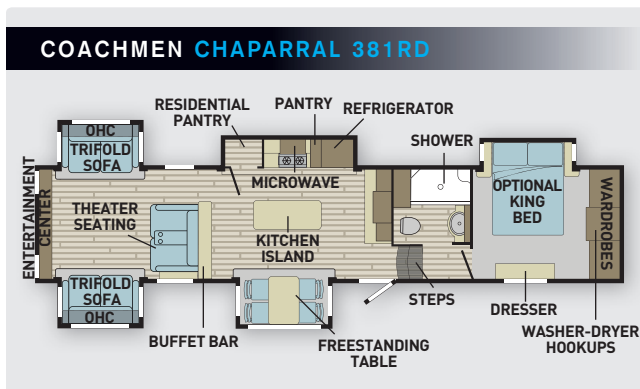 COACHMEN CHAPARRAL 381RD
RESIDENTIAL
PANTRY
PANTRY
REFRIGERATOR
SHOWER
OHC
TRIFOLD
SOFA
MICROWAVE
OPTIONAL
KING
BED
WARDROBES
ENTERTAINMENT
CENTER
THEATER
SEATING
KITCHEN
ISLAND
TRIFOLD
SOFA
OHC
BUFFET BAR
FREESTANDING
TABLE
STEPS
DRESSER
WASHER-DRYER
HOOKUPS